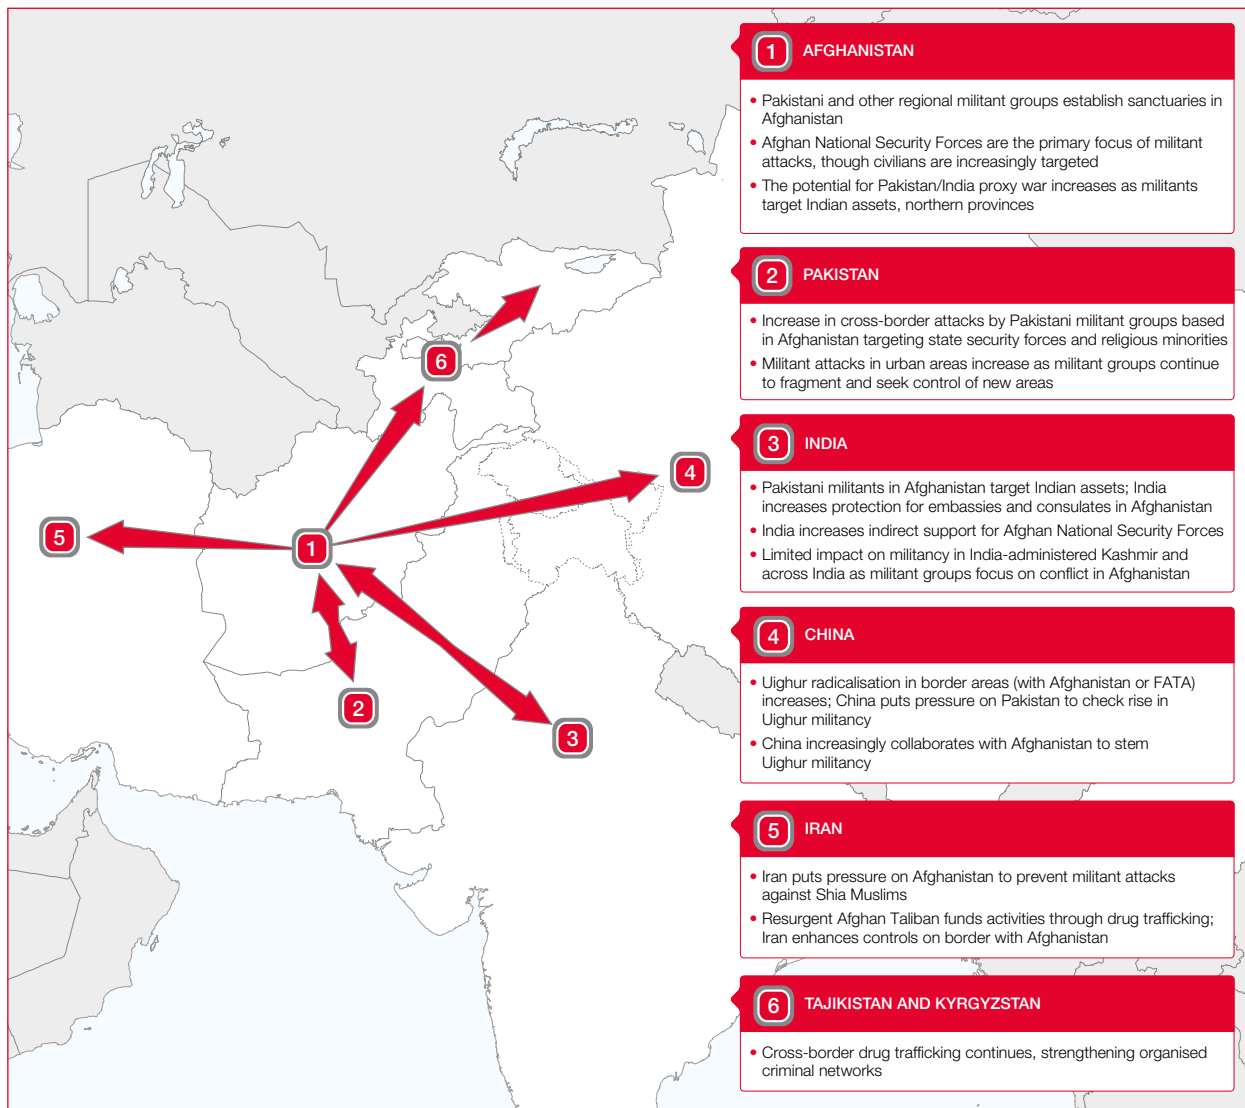 1 AFGHANISTAN
• Pakistani and other regional militant groups establish sanctuaries in
Afghanistan
• Afghan National Security Forces are the primary focus of militant
attacks, though civilians are increasingly targeted
• The potential for Pakistan/India proxy war increases as militants
target Indian assets, northern provinces
2 PAKISTAN
• Increase in cross-border attacks by Pakistani militant groups based
in Afghanistan targeting state security forces and religious minorities
• Militant attacks in urban areas increase as militant groups continue
to fragment and seek control of new areas
3 INDIA
• Pakistani militants in Afghanistan target Indian assets; India
increases protection for embassies and consulates in Afghanistan
• India increases indirect support for Afghan National Security Forces
• Limited impact on militancy in India-administered Kashmir and
across India as militant groups focus on conflict in Afghanistan
4 CHINA
• Uighur radicalisation in border areas (with Afghanistan or FATA)
increases; China puts pressure on Pakistan to check rise in
Uighur militancy
• China increasingly collaborates with Afghanistan to stem
Uighur militancy
5 IRAN
• Iran puts pressure on Afghanistan to prevent militant attacks
against Shia Muslims
• Resurgent Afghan Taliban funds activities through drug trafficking;
Iran enhances controls on border with Afghanistan
6 TAJIKISTAN AND KYRGYZSTAN
• Cross-border drug trafficking continues, strengthening organised
criminal networks
6
4
5
1
2
3